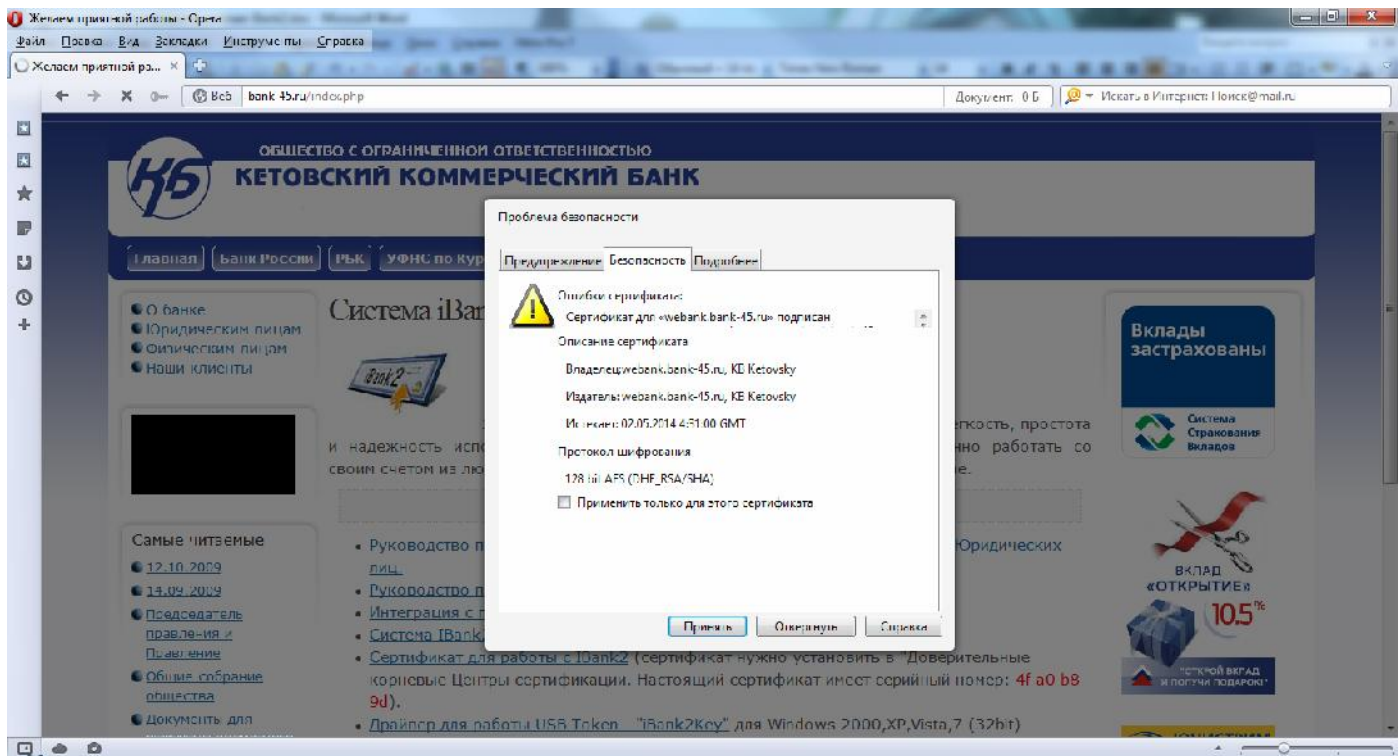 Желаем приятной работы - Opera
Файл Правка Вид Закладки Инструменты Справка
Желаем приятной ра...
Веб bank-45.ru/index.php
Документ: 0 Б
Искать в Интернет: Поиск@mail.ru
ОБЩЕСТВО С ОГРАНИЧЕННОЙ ОТВЕТСТВЕННОСТЬЮ
КБ
КЕТОВСКИЙ КОММЕРЧЕСКИЙ БАНК
Главная Банк России РБК УФНС по Кур
О банке
Юридическим лицам
Физическим лицам
Наши клиенты
Самые читаемые
12.10.2009
14.09.2009
Председатель
правления и
Правление
Общие собрание
общества
Документы для
Система iBan
iBank2
егкость, простота
и надежность испо
нно работать со
своим счетом из лю
е.
Руководство п
Юридических
лиц.
Руководство п
Интеграция с г
Система IBank
Сертификат для работы с IBank2 (сертификат нужно установить в "Доверительные
корневые Центры сертификации. Настоящий сертификат имеет серийный номер: 4f a0 b8
9d).
Драйвер для работы USB Token "iBank2Key" для Windows 2000,XP,Vista,7 (32bit)
Проблема безопасности
Предупреждение Безопасность Подробнее
Ошибки сертификата:
Сертификат для «webank.bank-45.ru» подписан
Описание сертификата
Владелец:webank.bank-45.ru, KB Ketovsky
Издатель: webank.bank-45.ru, KB Ketovsky
Истекает: 02.05.2014 4:51:00 GMT
Протокол шифрования
128 bit AES (DHE_RSA/SHA)
Применить только для этого сертификата
Принять Отвергнуть Справка
Вклады
застрахованы
Система
Страхования
Вкладов
ВКЛАД
«ОТКРЫТИЕ»
10.5%
"ОТКРОЙ ВКЛАД
И ПОЛУЧИ ПОДАРОК!"